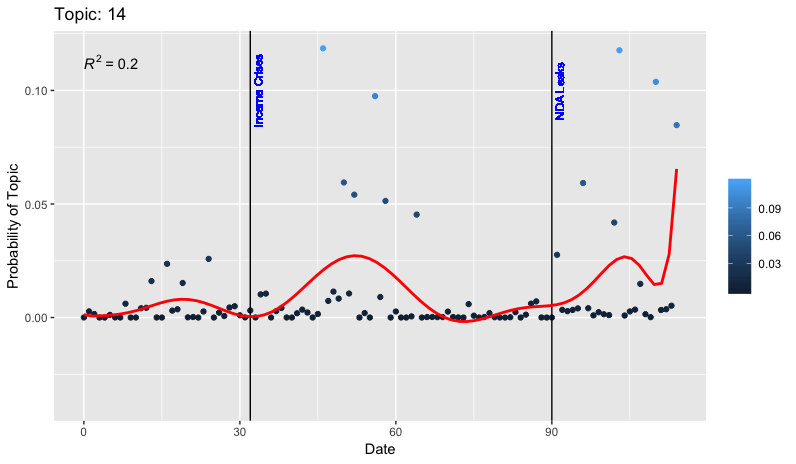 Topic: 14
R² = 0.2
Income Crises
NDA Leaks
Probability of Topic
0.10
0.05
0.00
0
30
60
90
Date
0.09
0.06
0.03